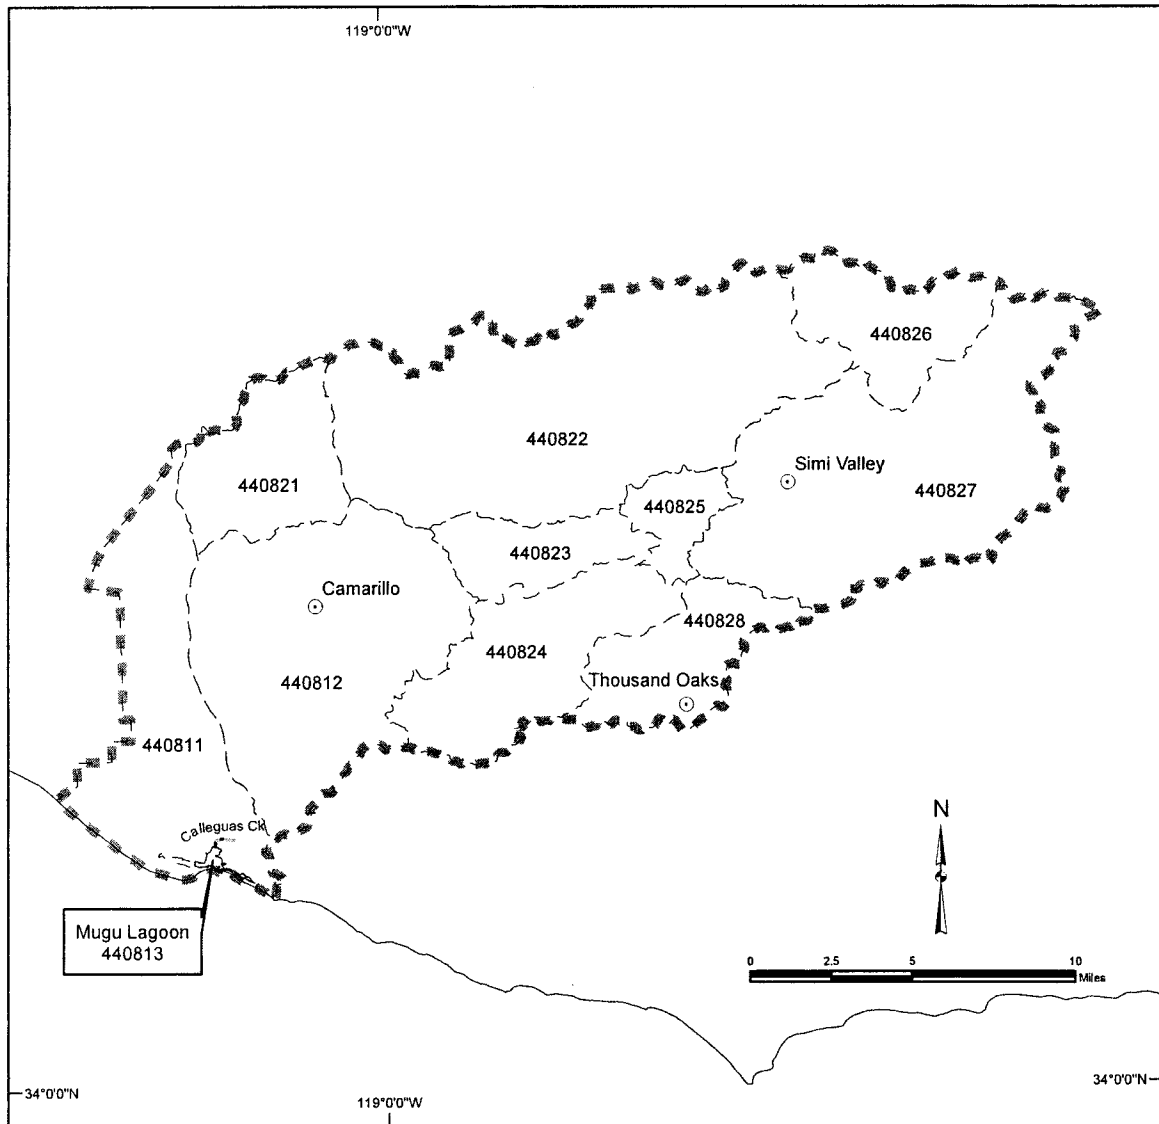 119°0'0"W
440826
440822
Simi Valley
440821
440827
440825
440823
Camarillo
440828
440824
Thousand Oaks
440812
440811
Calleguas Ck
N
Mugu Lagoon
440813
0 2.5 5 10
Miles
34°0'0"N
34°0'0"N
119°0'0"W